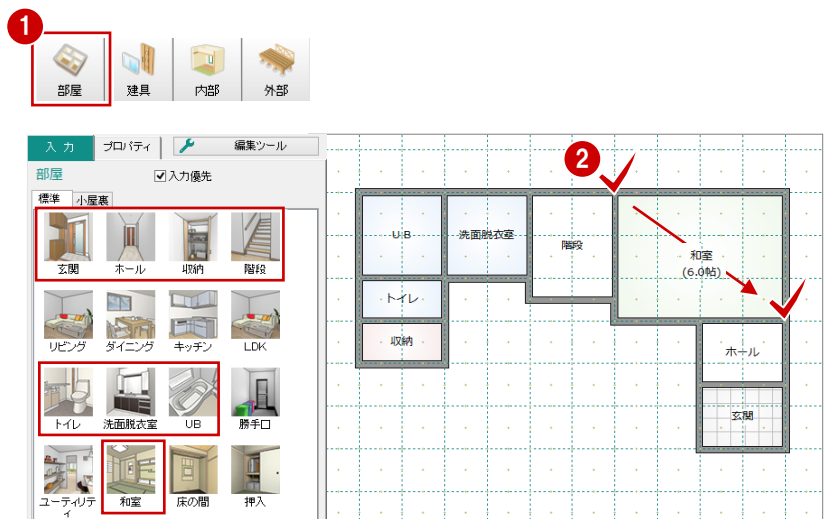 1
部屋 建具 内部 外部
入力 プロパティ 編集ツール
部屋 入力優先
標準 小屋裏
玄関 ホール 収納 階段
リビング ダイニング キッチン LDK
トイレ 洗面脱衣室 UB 勝手口
ユーティリティ 和室 床の間 押入
2
UB 洗面脱衣室 階段 和室
(6.0帖)
トイレ
収納 ホール
玄関